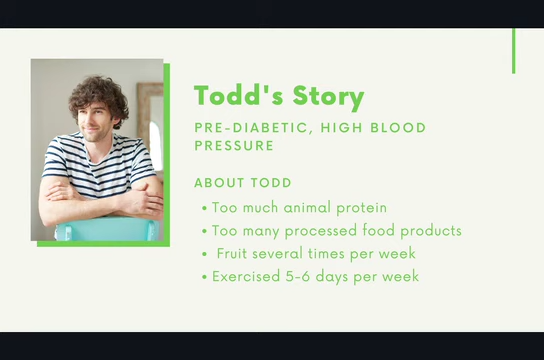 Todd's Story
PRE-DIABETIC, HIGH BLOOD
PRESSURE
ABOUT TODD
• Too much animal protein
• Too many processed food products
• Fruit several times per week
• Exercised 5-6 days per week